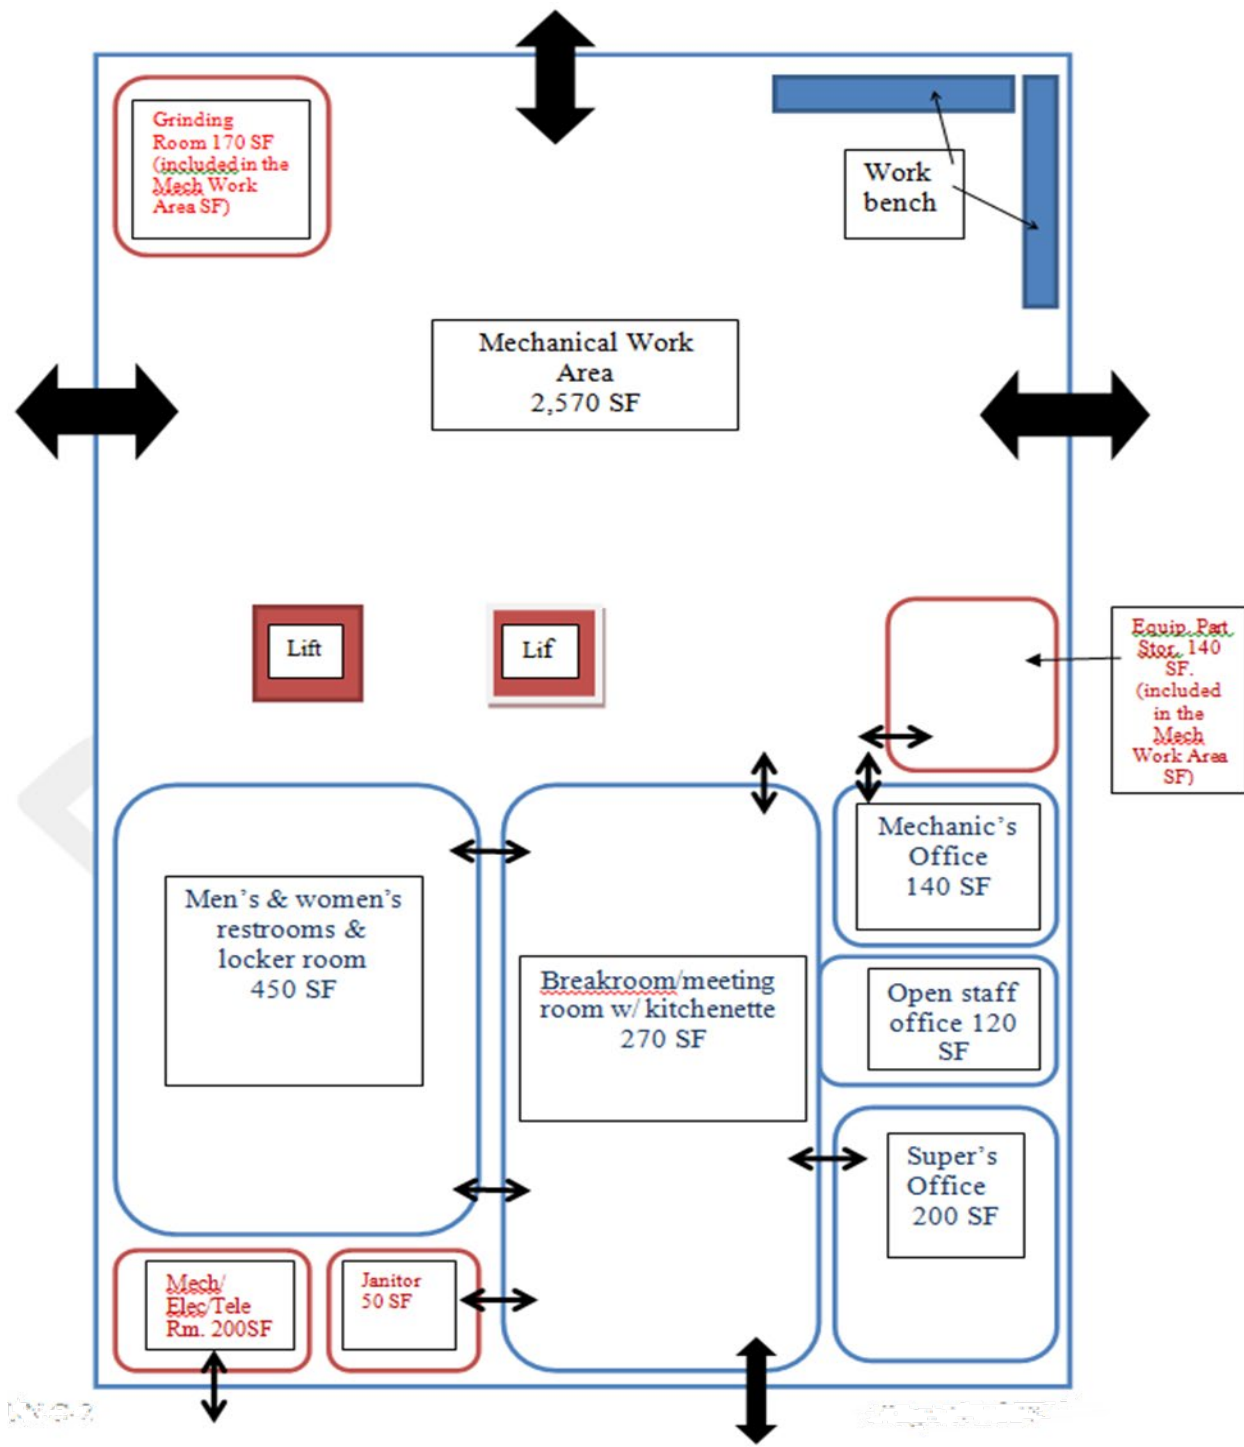 Grinding
Room 170 SF
(included in the
Mech Work
Area SF)
Work
bench
Mechanical Work
Area
2,570 SF
Lift
Lif
Equip. Part
Stor. 140
SF.
(included
in the
Mech
Work Area
SF)
Men's & women's
restrooms &
locker room
450 SF
Breakroom/meeting
room w/ kitchenette
270 SF
Mechanic's
Office
140 SF
Open staff
office 120
SF
Super's
Office
200 SF
Mech/
Elec/Tele
Rm. 200SF
Janitor
50 SF